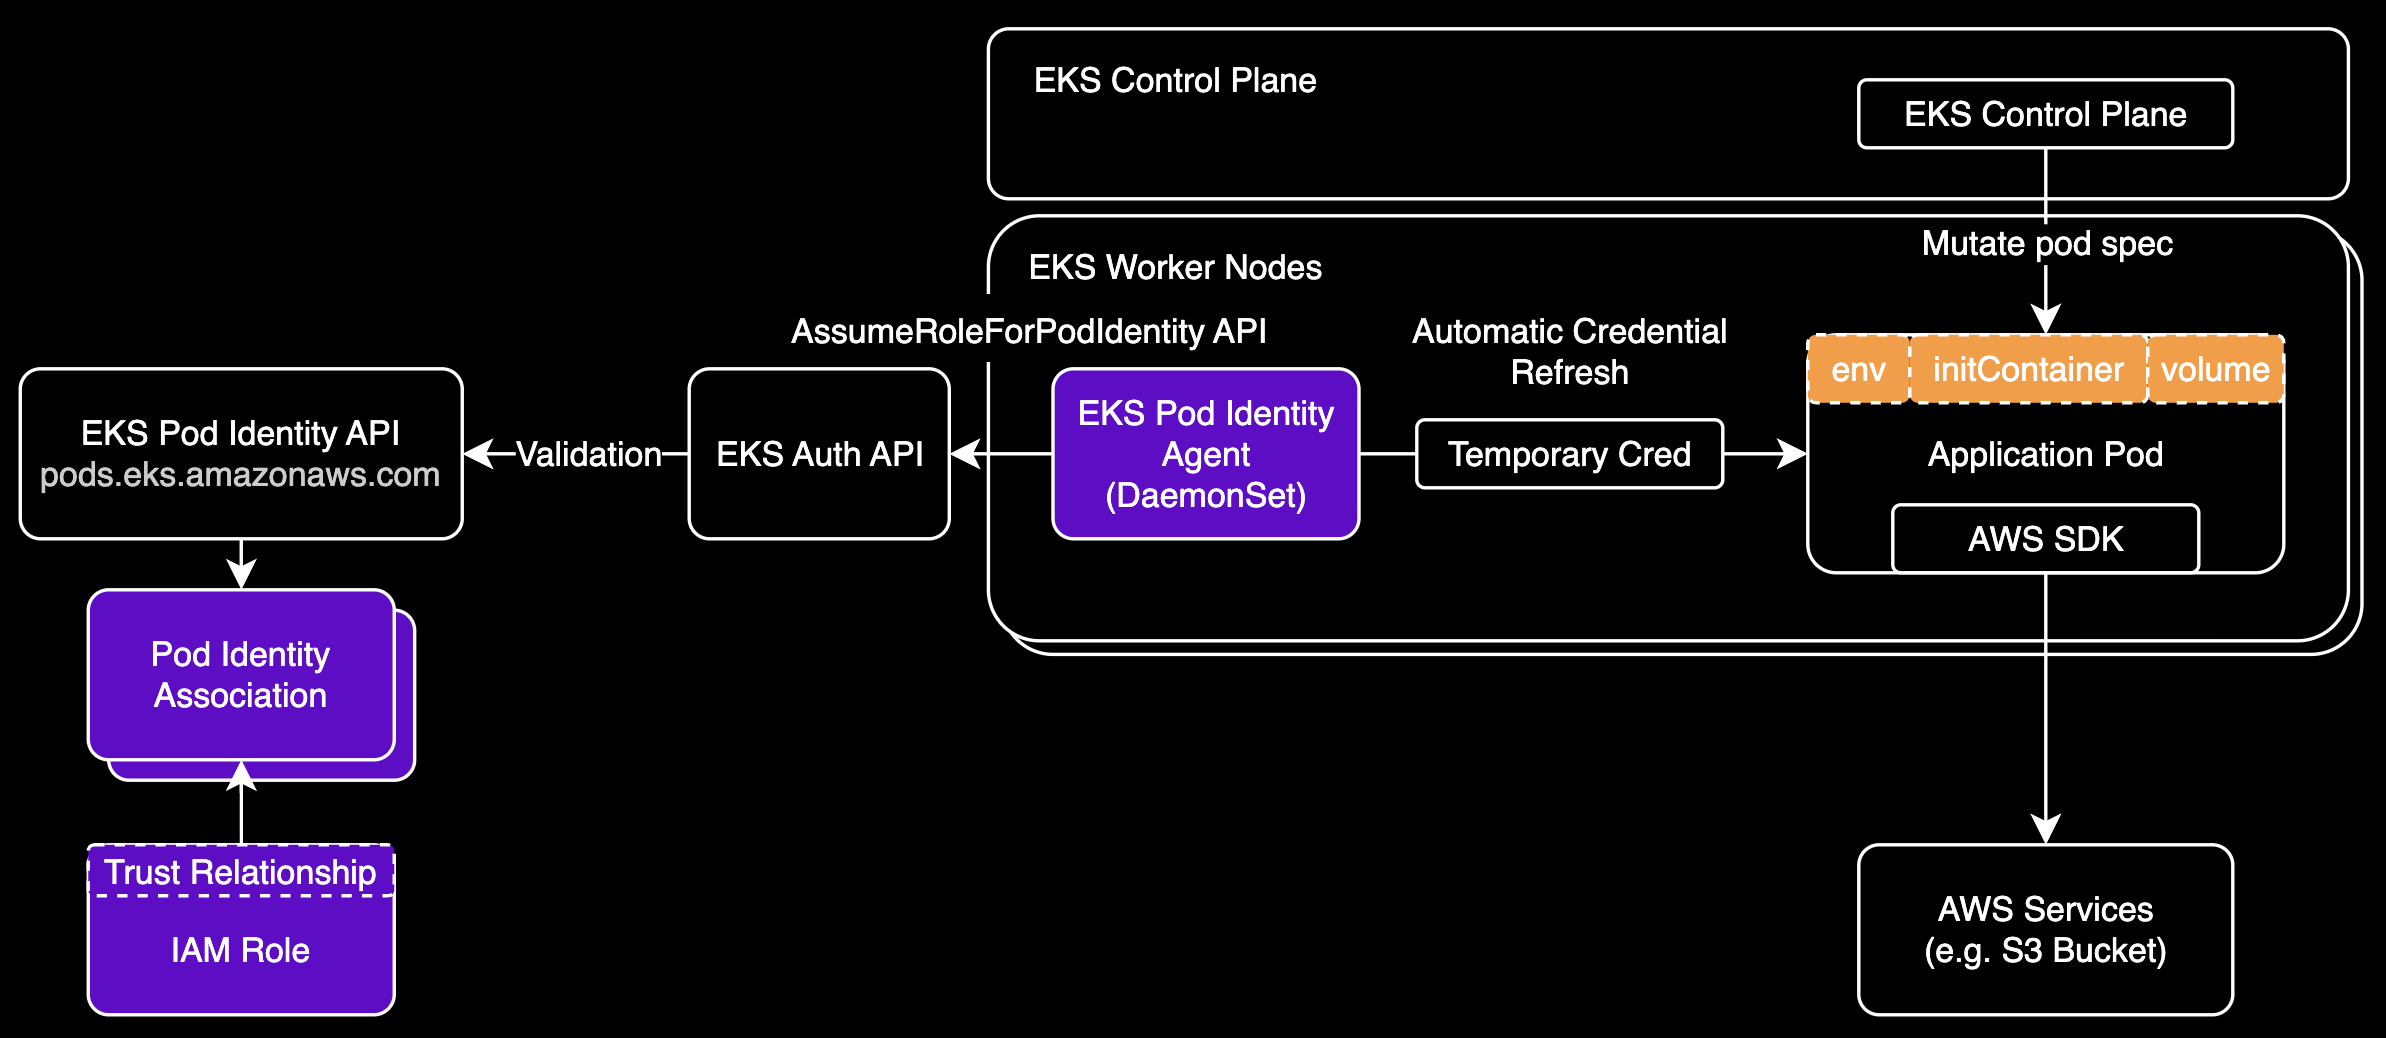 EKS Control Plane
EKS Control Plane
Mutate pod spec
EKS Worker Nodes
AssumeRoleForPodIdentity API
Automatic Credential
Refresh
env
initContainer
volume
EKS Pod Identity API
pods.eks.amazonaws.com
Validation
EKS Auth API
EKS Pod Identity
Agent
(DaemonSet)
Temporary Cred
Application Pod
AWS SDK
Pod Identity
Association
Trust Relationship
IAM Role
AWS Services
(e.g. S3 Bucket)